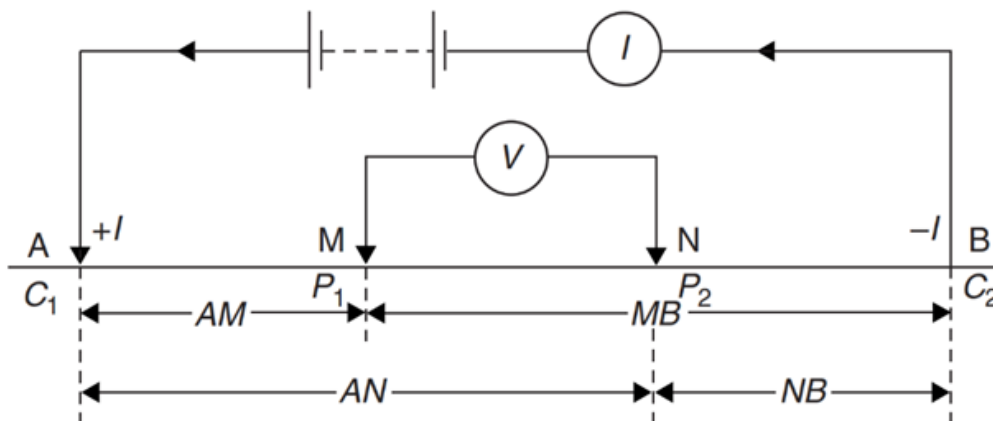 I
V
A +I M N –I B
C₁ P₁ P₂ C₂
AM MB
AN NB